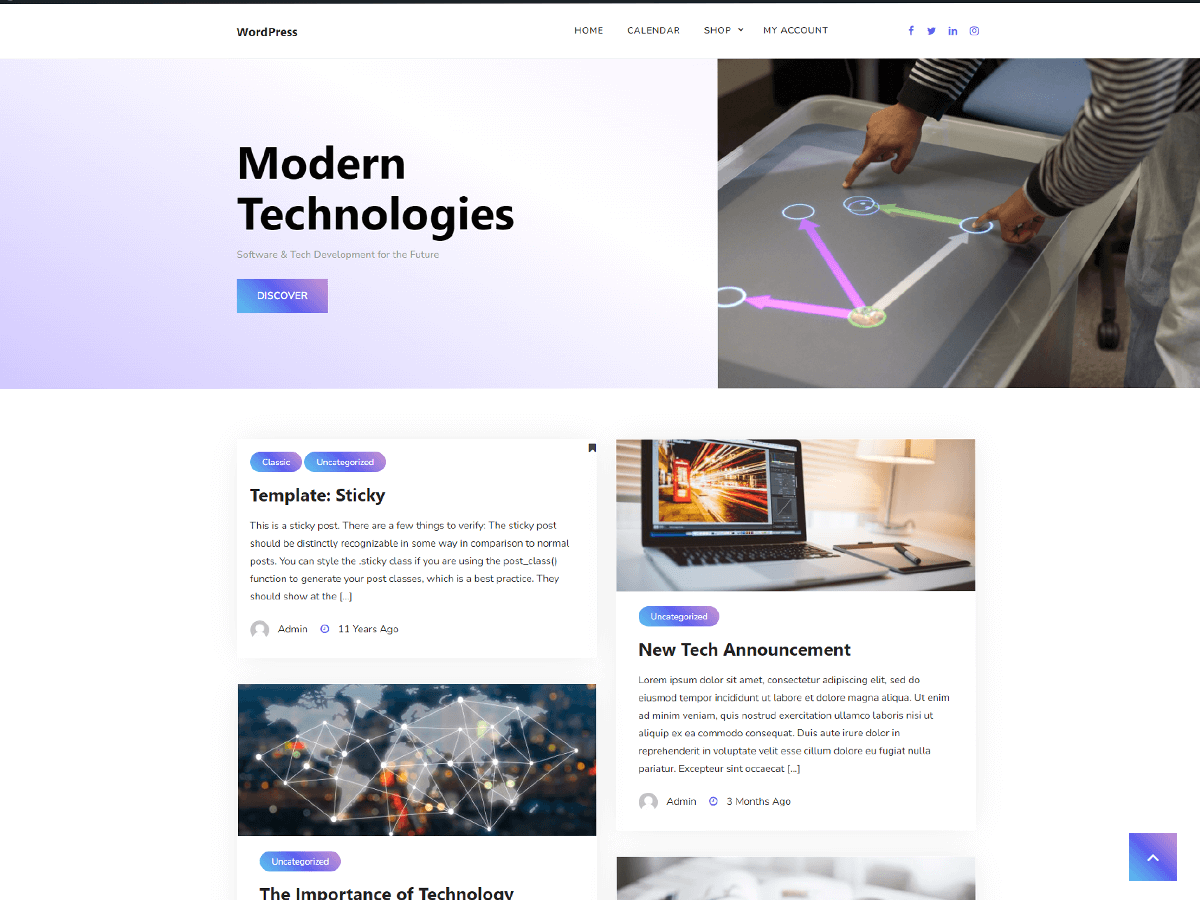 WordPress
HOME CALENDAR SHOP MY ACCOUNT
Modern
Technologies
Software & Tech Development for the Future
DISCOVER
Classic Uncategorized
Template: Sticky
This is a sticky post. There are a few things to verify: The sticky post
should be distinctly recognizable in some way in comparison to normal
posts. You can style the .sticky class if you are using the post_class()
function to generate your post classes, which is a best practice. They
should show at the [...]
Admin 11 Years Ago
Uncategorized
The Importance of Technology
Uncategorized
New Tech Announcement
Lorem ipsum dolor sit amet, consectetur adipiscing elit, sed do
eiusmod tempor incididunt ut labore et dolore magna aliqua. Ut enim
ad minim veniam, quis nostrud exercitation ullamco laboris nisi ut
aliquip ex ea commodo consequat. Duis aute irure dolor in
reprehenderit in voluptate velit esse cillum dolore eu fugiat nulla
pariatur. Excepteur sint occaecat [...]
Admin 3 Months Ago